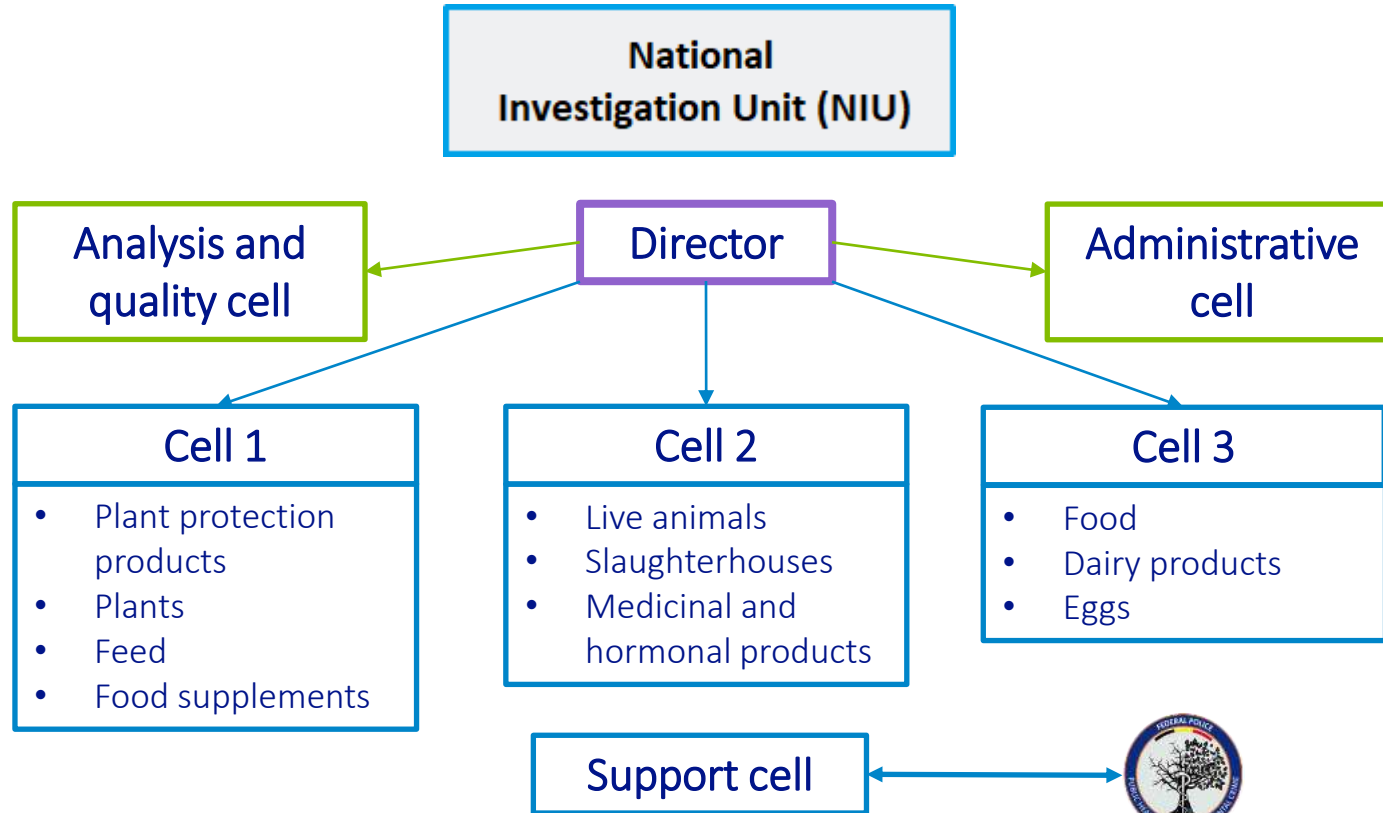 National
Investigation Unit (NIU)
Analysis and
quality cell
Director
Administrative
cell
Cell 1
• Plant protection
products
• Plants
• Feed
• Food supplements
Cell 2
• Live animals
• Slaughterhouses
• Medicinal and
hormonal products
Cell 3
• Food
• Dairy products
• Eggs
Support cell
FEDERAL POLICE